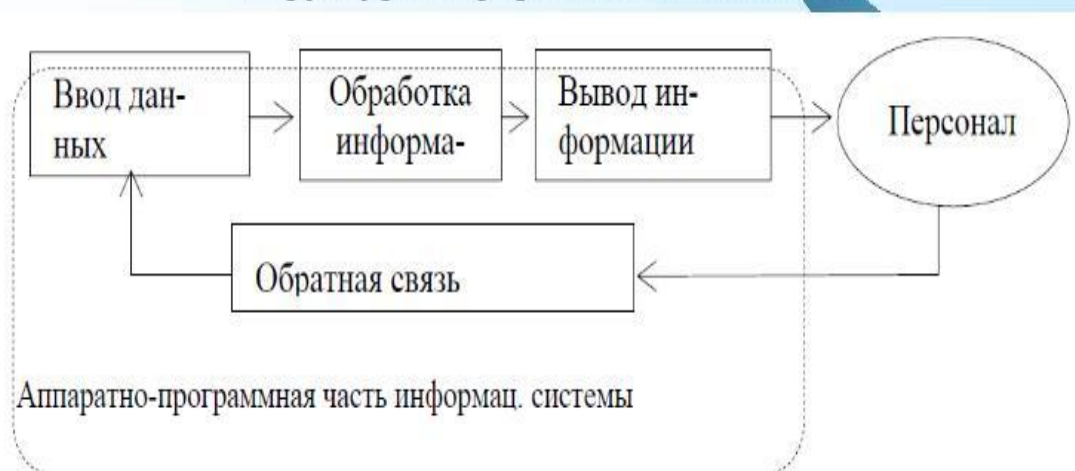 Ввод дан-
ных
Обработка
информа-
Вывод ин-
формации
Персонал
Обратная связь
Аппаратно-программная часть информац. системы